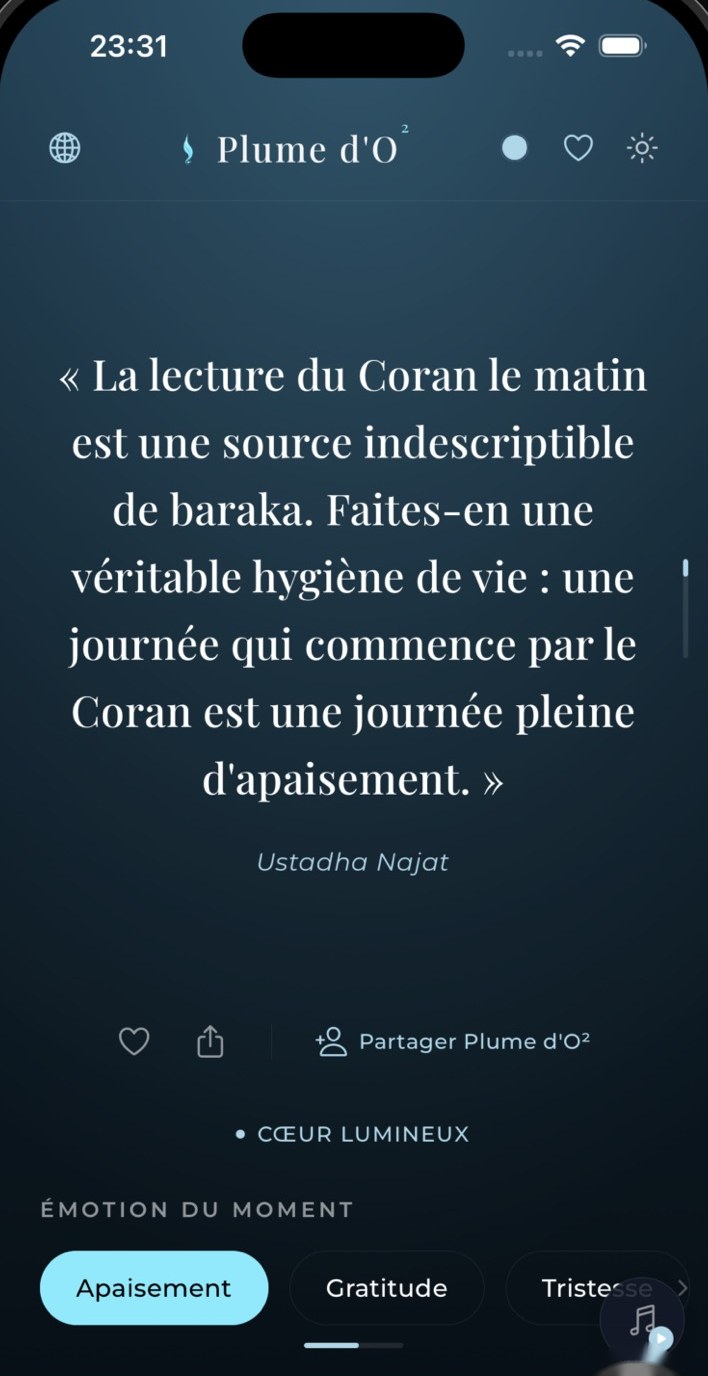 23:31
Plume d'O²
« La lecture du Coran le matin
est une source indescriptible
de baraka. Faites-en une
véritable hygiène de vie : une
journée qui commence par le
Coran est une journée pleine
d'apaisement. »
Ustadha Najat
Partager Plume d'O²
CŒUR LUMINEUX
ÉMOTION DU MOMENT
Apaisement
Gratitude
Tristesse